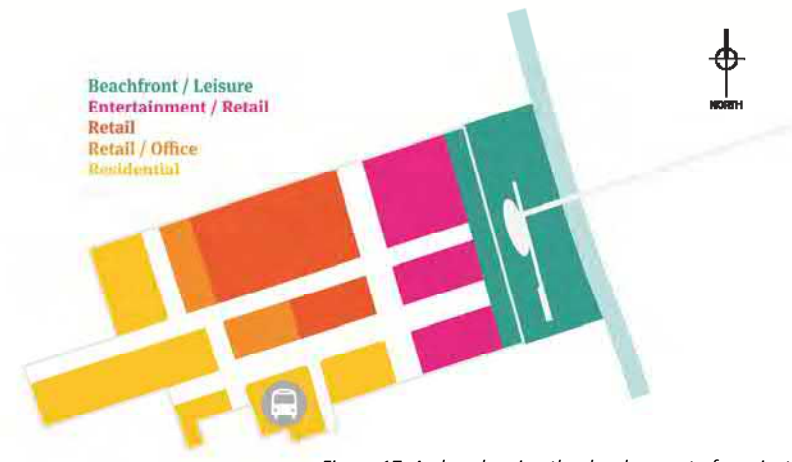 Beachfront / Leisure
Entertainment / Retail
Retail
Retail / Office
Residential
NORTH